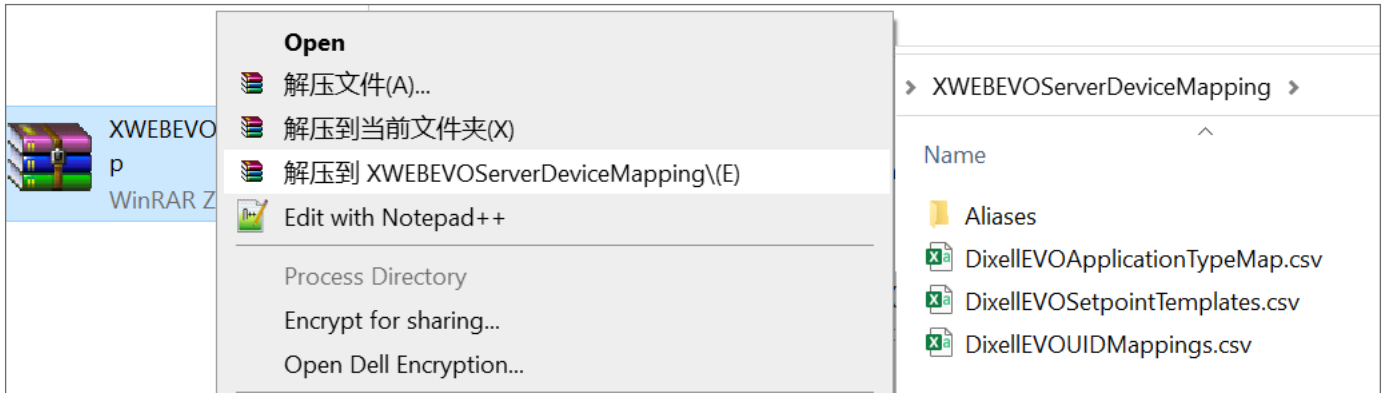 XWEBEVO
p
WinRAR Z
Open
解压文件(A)...
解压到当前文件夹(X)
解压到 XWEBEVOServerDeviceMapping\(E)
Edit with Notepad++
Process Directory
Encrypt for sharing...
Open Dell Encryption...
XWEBEVOServerDeviceMapping
Name
Aliases
DixellEVOApplicationTypeMap.csv
DixellEVOSetpointTemplates.csv
DixellEVOUIDMappings.csv